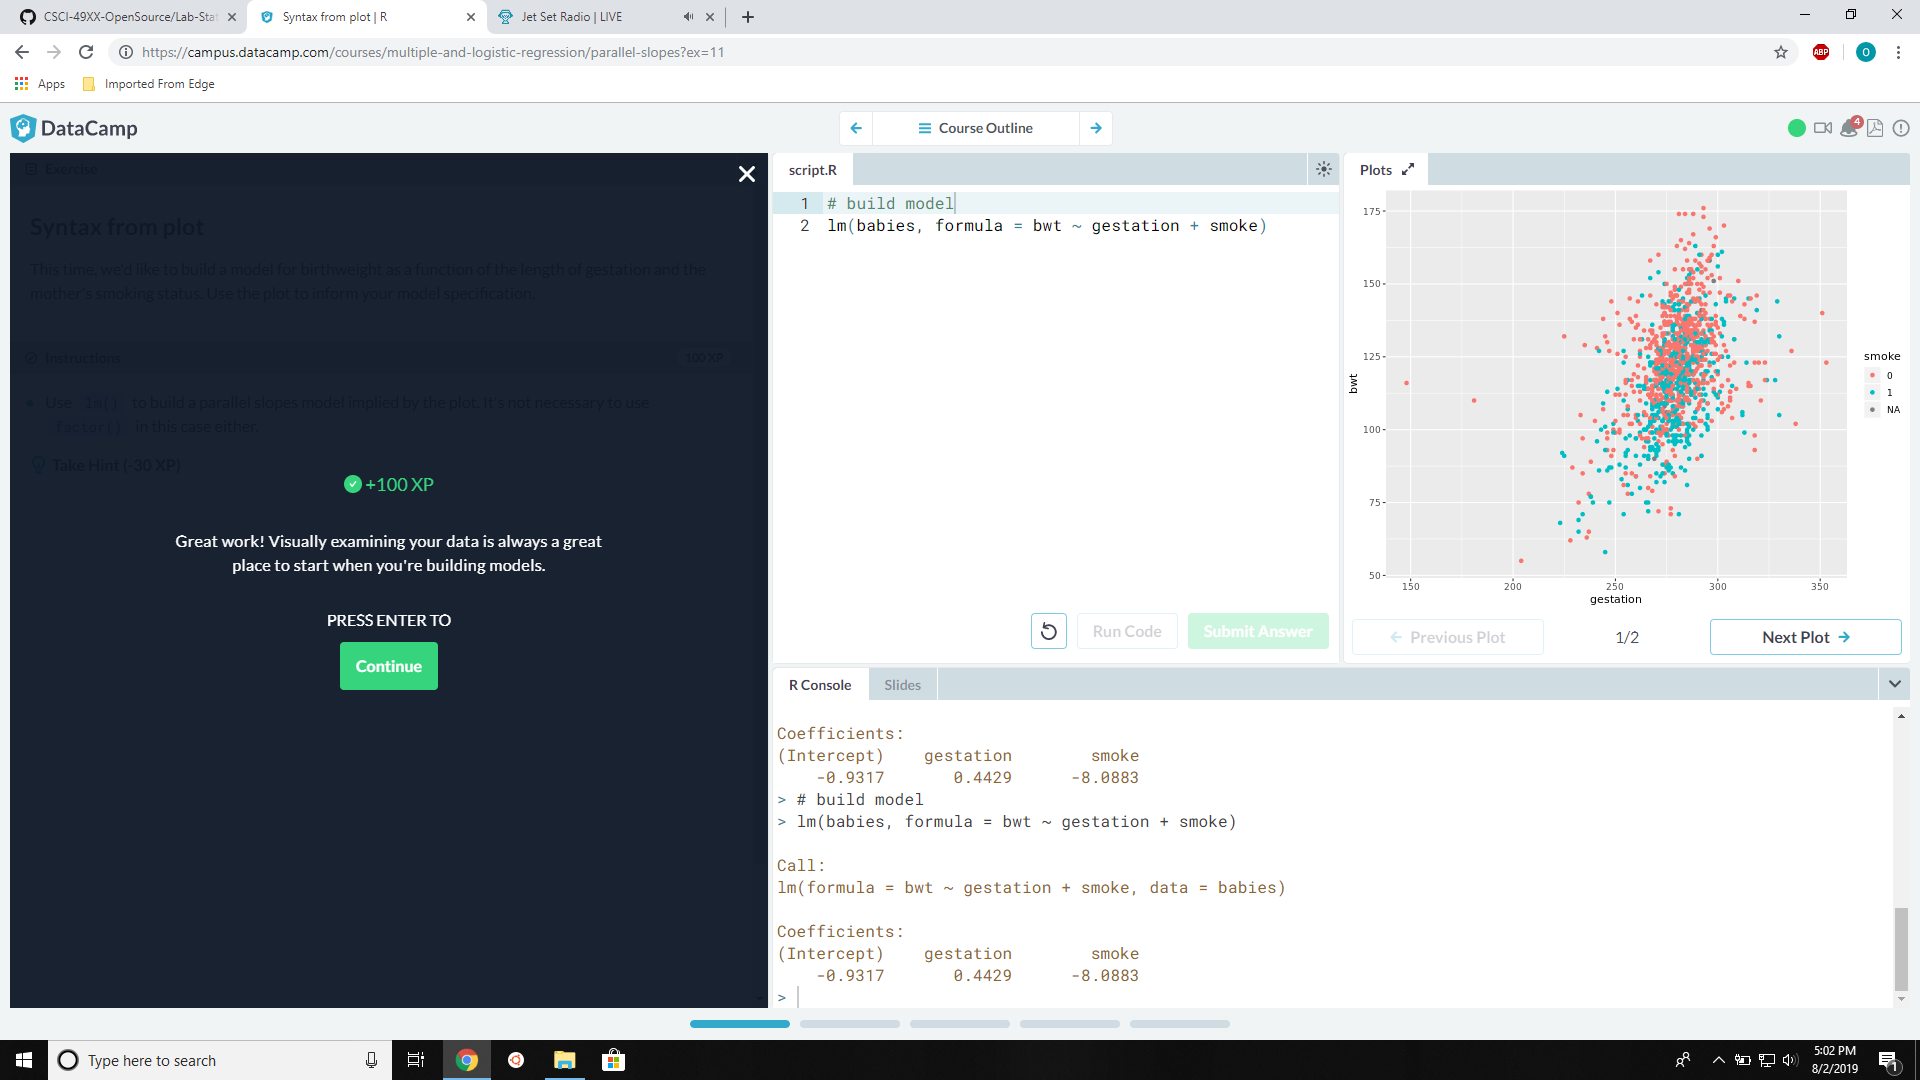 CSCI-49XX-OpenSource/Lab-Stat
Syntax from plot | R
Jet Set Radio | LIVE
https://campus.datacamp.com/courses/multiple-and-logistic-regression/parallel-slopes?ex=11
ABP
O
Apps
Imported From Edge
DataCamp
Course Outline
4
Exercise
Syntax from plot
This time, we'd like to build a model for birthweight as a function of the length of gestation and the
mother's smoking status. Use the plot to inform your model specification.
Instructions
100 XP
Use lm() to build a parallel slopes model implied by the plot. It's not necessary to use
factor() in this case either.
Take Hint (-30 XP)
+100 XP
Great work! Visually examining your data is always a great
place to start when you're building models.
PRESS ENTER TO
Continue
script.R
1 # build model
2 lm(babies, formula = bwt ~ gestation + smoke)
Run Code
Submit Answer
Plots
175
150
125
100
75
50
bwt
150 200 250 300 350
gestation
smoke
0
1
NA
Previous Plot
1/2
Next Plot
R Console
Slides
Coefficients:
(Intercept) gestation smoke
-0.9317 0.4429 -8.0883
> # build model
> lm(babies, formula = bwt ~ gestation + smoke)
Call:
lm(formula = bwt ~ gestation + smoke, data = babies)
Coefficients:
(Intercept) gestation smoke
-0.9317 0.4429 -8.0883
>
Type here to search
5:02 PM
8/2/2019
1